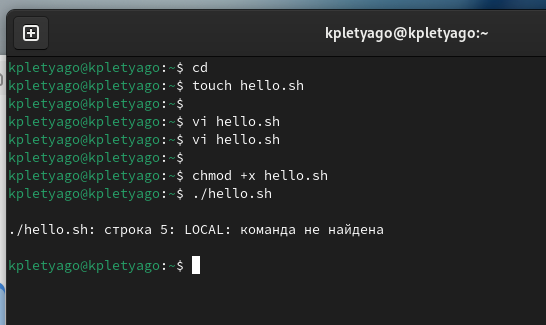 kpletyago@kpletyago:~
kpletyago@kpletyago:~$ cd
kpletyago@kpletyago:~$ touch hello.sh
kpletyago@kpletyago:~$
kpletyago@kpletyago:~$ vi hello.sh
kpletyago@kpletyago:~$ vi hello.sh
kpletyago@kpletyago:~$
kpletyago@kpletyago:~$ chmod +x hello.sh
kpletyago@kpletyago:~$ ./hello.sh
./hello.sh: строка 5: LOCAL: команда не найдена
kpletyago@kpletyago:~$